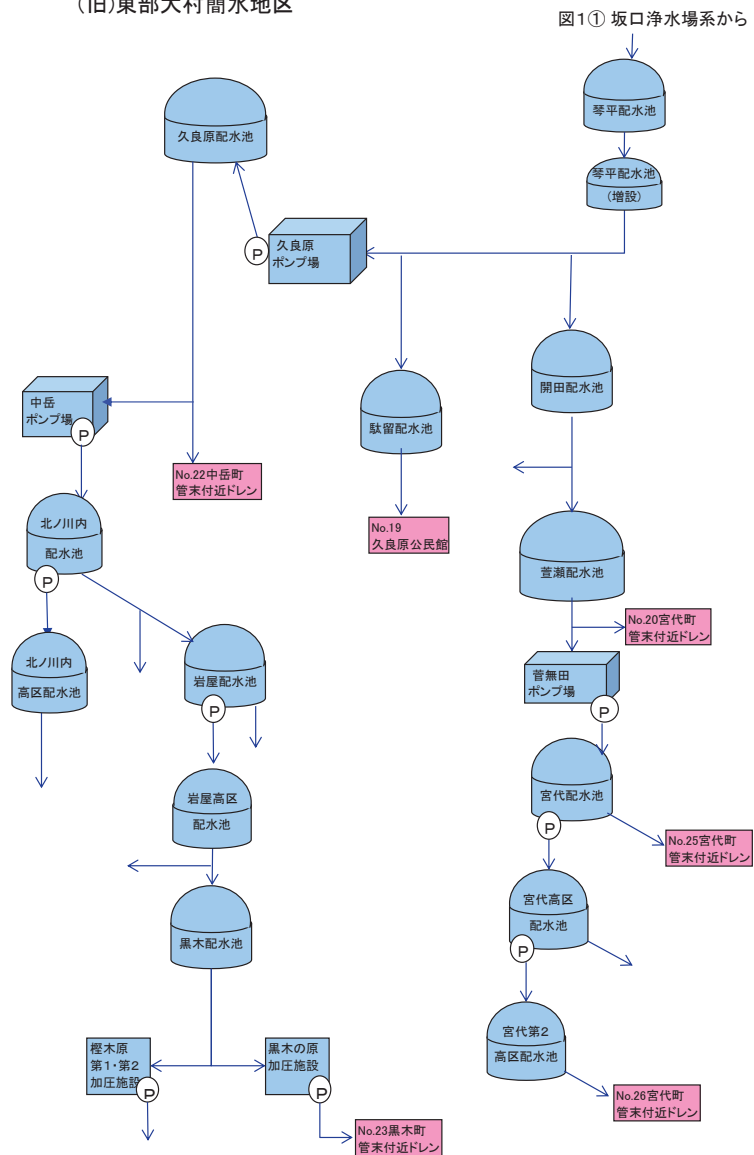 (旧)東部大村簡水地区
図1① 坂口浄水場系から
琴平配水池
久良原配水池
琴平配水池
(増設)
久良原
ポンプ場
P
開田配水池
中岳
ポンプ場
P
駄留配水池
No.22中岳町
管末付近ドレン
北ノ川内
配水池
P
No.19
久良原公民館
萱瀬配水池
No.20宮代町
管末付近ドレン
北ノ川内
高区配水池
岩屋配水池
P
菅無田
ポンプ場
P
岩屋高区
配水池
宮代配水池
P
No.25宮代町
管末付近ドレン
黒木配水池
宮代高区
配水池
P
宮代第2
高区配水池
樫木原
第1・第2
加圧施設
P
黒木の原
加圧施設
P
No.26宮代町
管末付近ドレン
No.23黒木町
管末付近ドレン